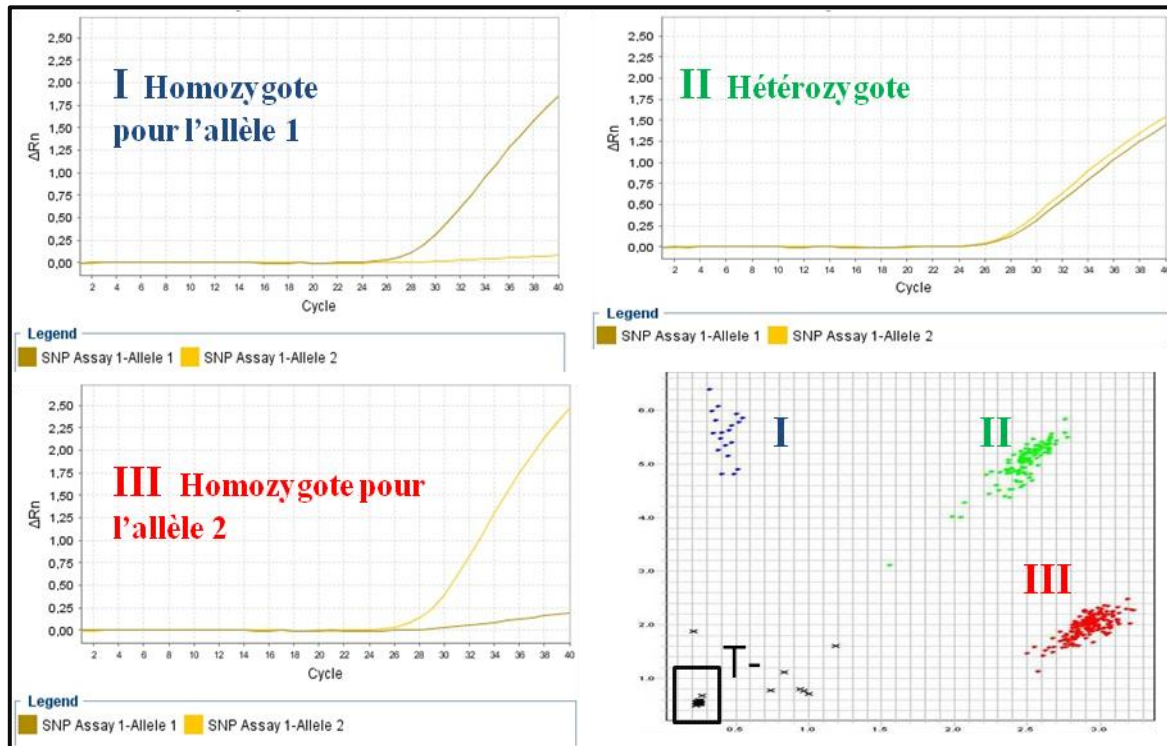 2,50
2,25
2,00
1,75
1,50
1,25
1,00
0,75
0,50
0,25
0,00
ΔRn
I Homozygote
pour l'allèle 1
2 4 6 8 10 12 14 16 18 20 22 24 26 28 30 32 34 36 38 40
Cycle
Legend
SNP Assay 1-Allele 1 SNP Assay 1-Allele 2
2,50
2,25
2,00
1,75
1,50
1,25
1,00
0,75
0,50
0,25
0,00
ΔRn
II Hétérozygote
2 4 6 8 10 12 14 16 18 20 22 24 26 28 30 32 34 36 38 40
Cycle
Legend
SNP Assay 1-Allele 1 SNP Assay 1-Allele 2
2,50
2,25
2,00
1,75
1,50
1,25
1,00
0,75
0,50
0,25
0,00
ΔRn
III Homozygote pour
l'allèle 2
2 4 6 8 10 12 14 16 18 20 22 24 26 28 30 32 34 36 38 40
Cycle
Legend
SNP Assay 1-Allele 1 SNP Assay 1-Allele 2
6.0
5.0
4.0
3.0
2.0
1.0
I
II
III
T-
0.5 1.0 1.5 2.0 2.5 3.0